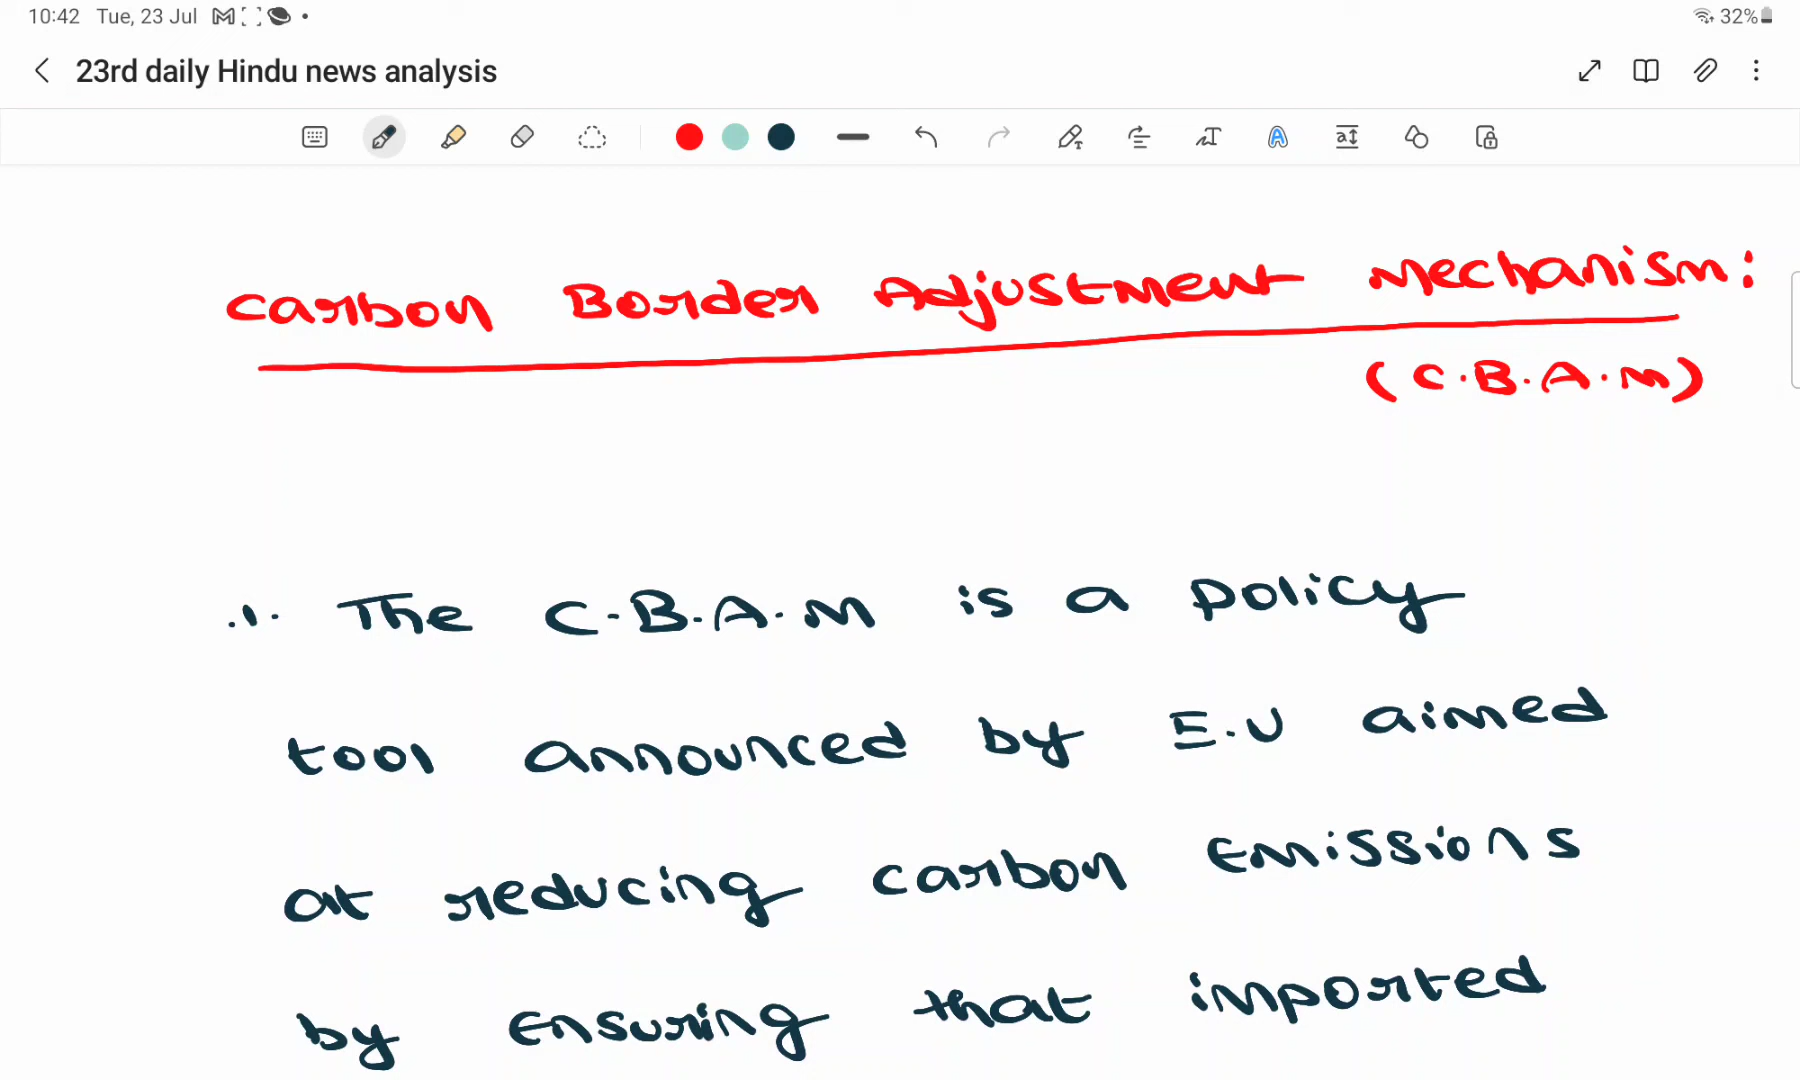 10:42 Tue, 23 Jul
32%
23rd daily Hindu news analysis
Carbon Border Adjustment Mechanism:
(C.B.A.M)
.1. The C.B.A.M is a policy
tool announced by E.U aimed
at reducing carbon Emissions
by Ensuring that imported